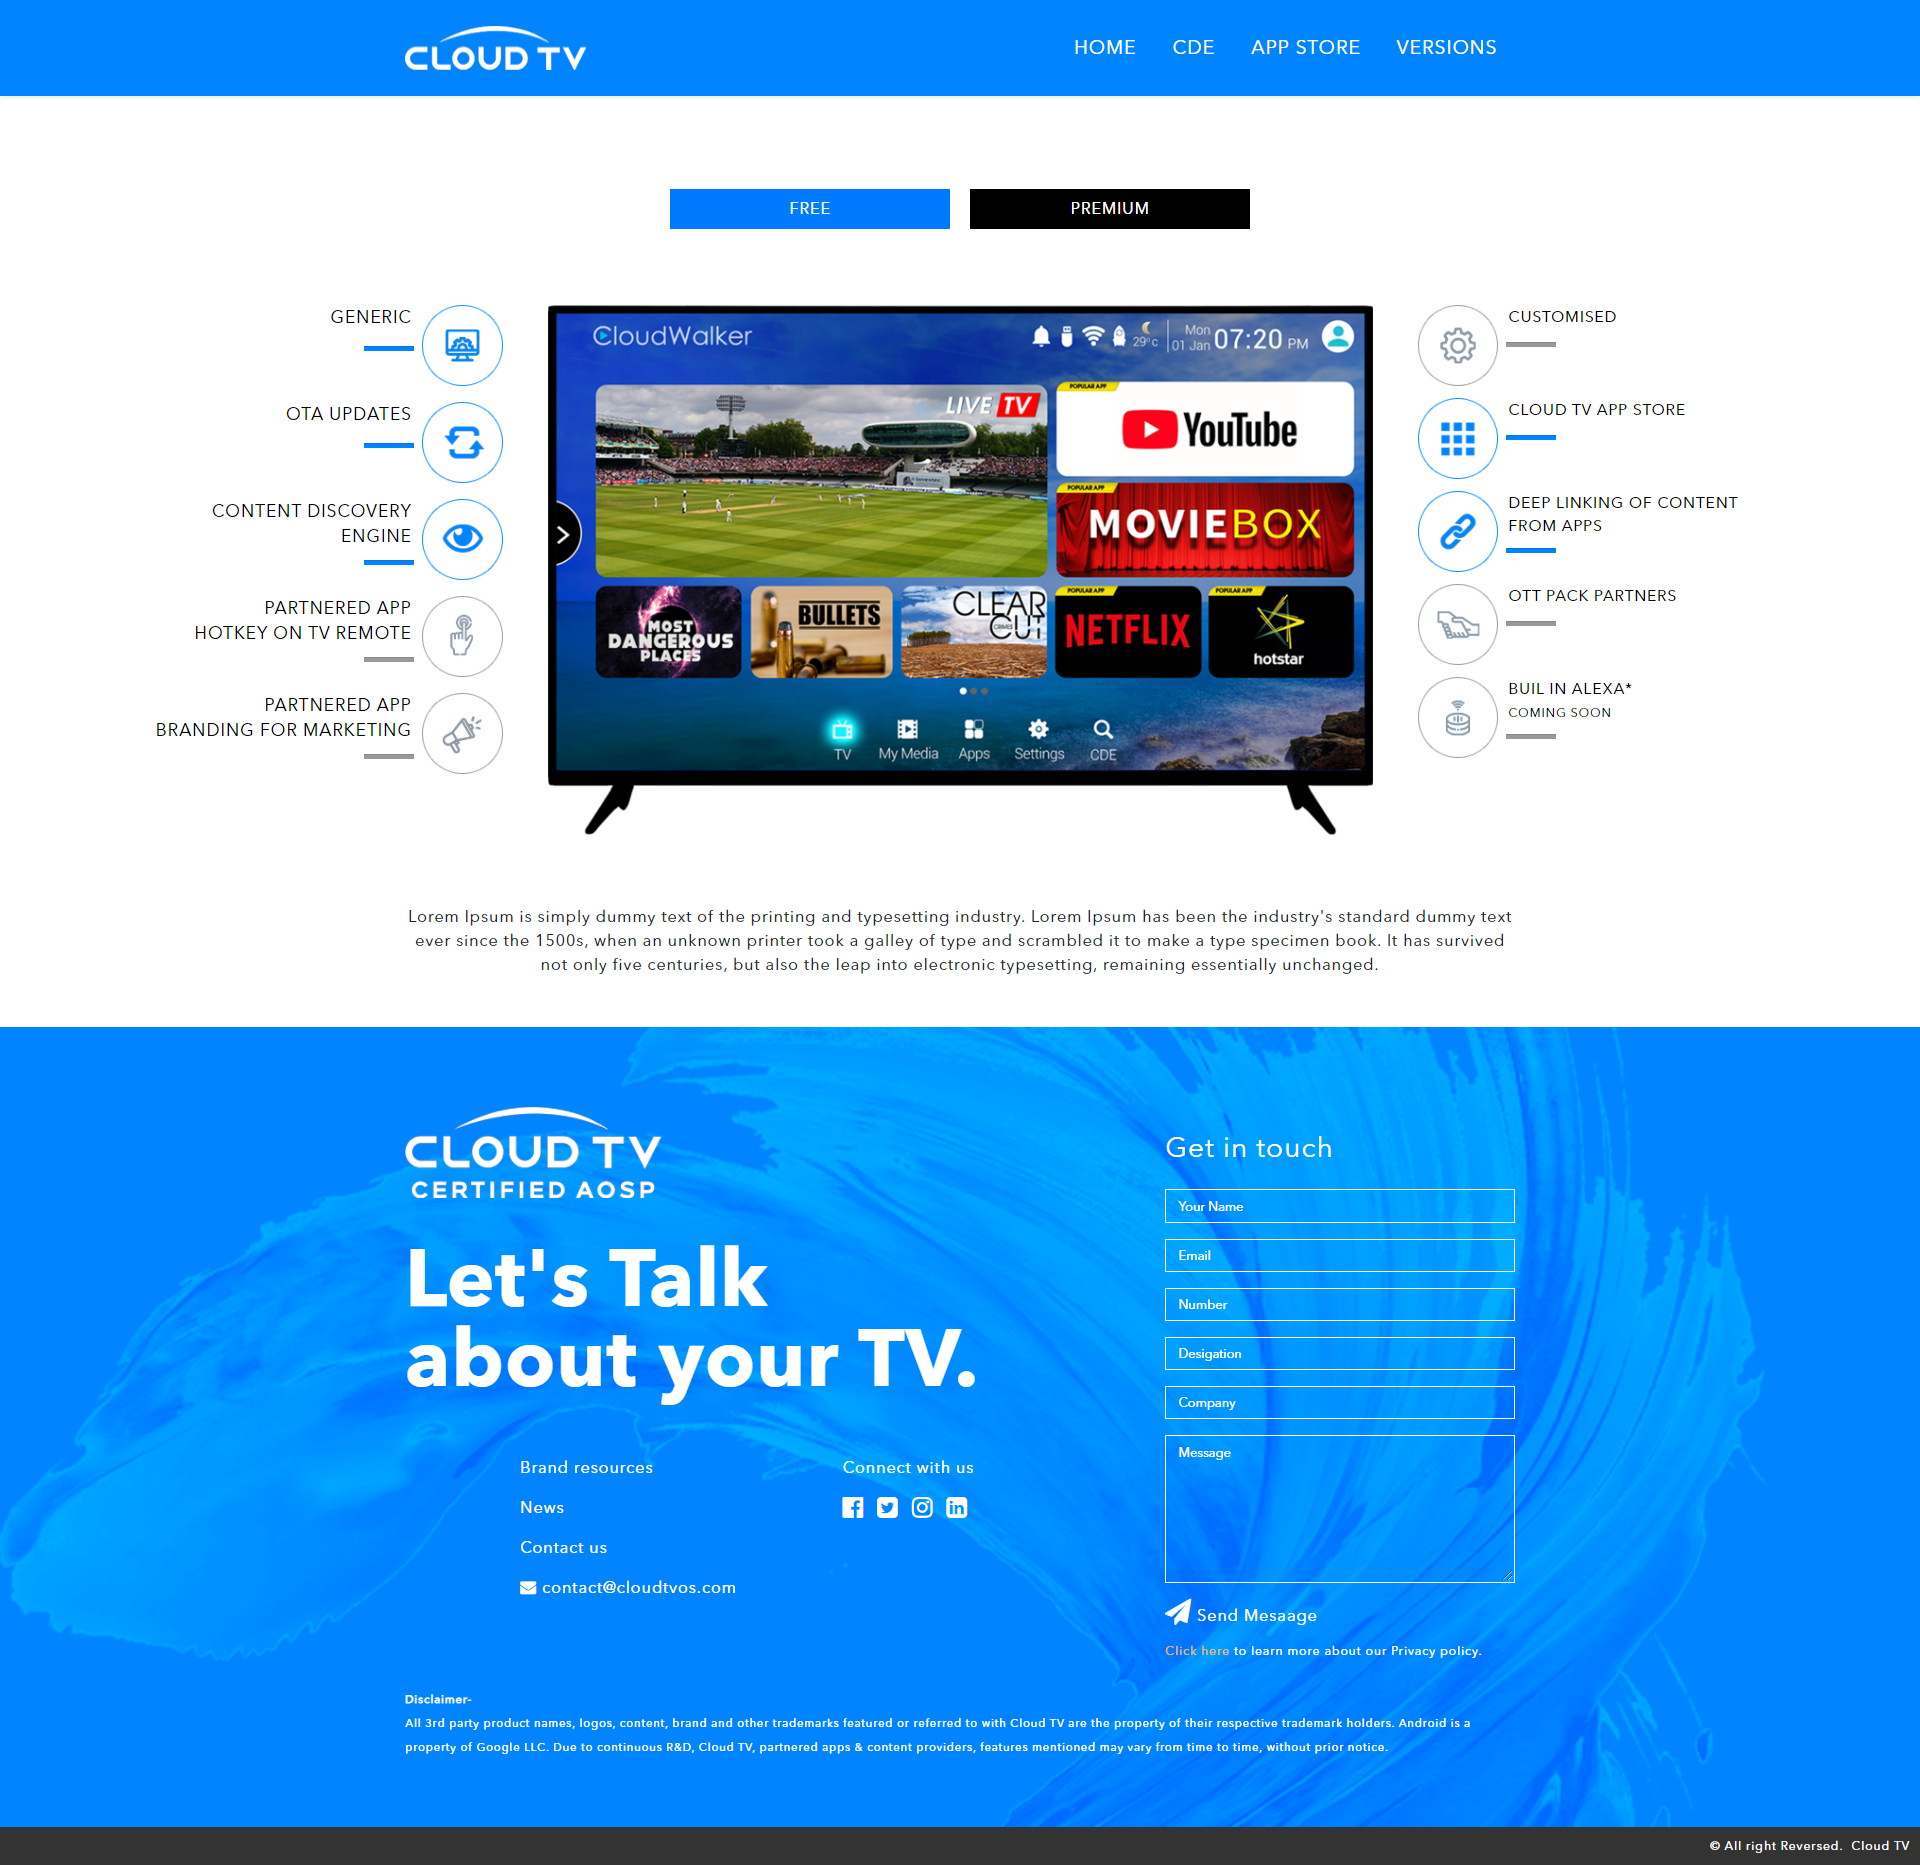 CLOUD TV
HOME CDE APP STORE VERSIONS
FREE
PREMIUM
GENERIC
OTA UPDATES
CONTENT DISCOVERY
ENGINE
PARTNERED APP
HOTKEY ON TV REMOTE
PARTNERED APP
BRANDING FOR MARKETING
CloudWalker
29°c
Mon
01 Jan
07:20 PM
LIVE TV
Investec
POPULAR APP
YouTube
POPULAR APP
MOVIEBOX
MOST
DANGEROUS
PLACES
BULLETS
CLEAR
CRIMES
CUT
POPULAR APP
NETFLIX
POPULAR APP
hotstar
TV
My Media
Apps
Settings
CDE
CUSTOMISED
CLOUD TV APP STORE
DEEP LINKING OF CONTENT
FROM APPS
OTT PACK PARTNERS
BUIL IN ALEXA*
COMING SOON
Lorem Ipsum is simply dummy text of the printing and typesetting industry. Lorem Ipsum has been the industry's standard dummy text
ever since the 1500s, when an unknown printer took a galley of type and scrambled it to make a type specimen book. It has survived
not only five centuries, but also the leap into electronic typesetting, remaining essentially unchanged.
CLOUD TV
CERTIFIED AOSP
Let's Talk
about your TV.
Brand resources
News
Contact us
contact@cloudtvos.com
Connect with us
Get in touch
Your Name
Email
Number
Desigation
Company
Message
Send Mesaage
Click here to learn more about our Privacy policy.
Disclaimer-
All 3rd party product names, logos, content, brand and other trademarks featured or referred to with Cloud TV are the property of their respective trademark holders. Android is a
property of Google LLC. Due to continuous R&D, Cloud TV, partnered apps & content providers, features mentioned may vary from time to time, without prior notice.
© All right Reversed. Cloud TV